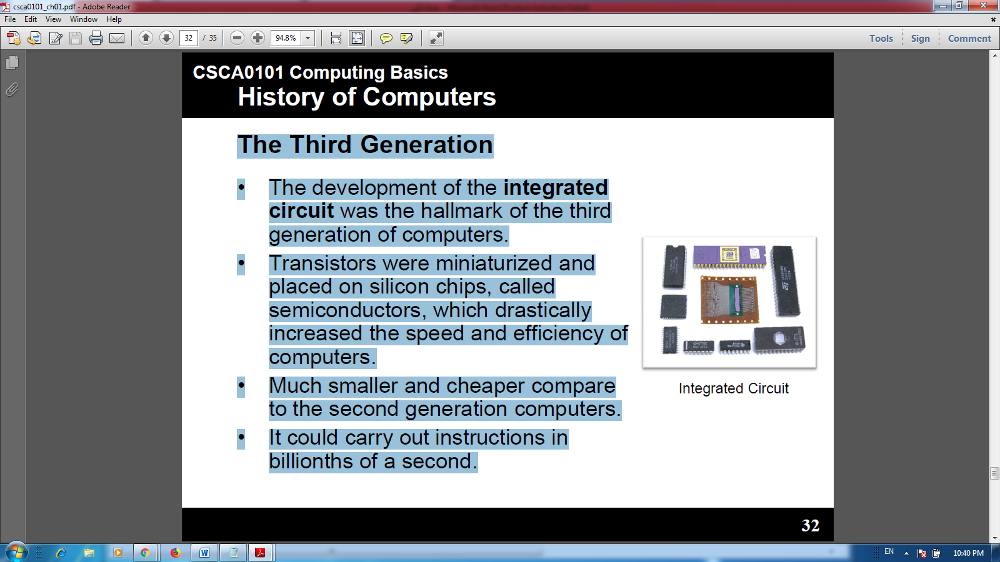 csca0101_ch01.pdf - Adobe Reader
File Edit View Window Help
32 / 35 94.8% Tools Sign Comment
CSCA0101 Computing Basics
History of Computers
The Third Generation
• The development of the integrated
circuit was the hallmark of the third
generation of computers.
• Transistors were miniaturized and
placed on silicon chips, called
semiconductors, which drastically
increased the speed and efficiency of
computers.
• Much smaller and cheaper compare
to the second generation computers.
• It could carry out instructions in
billionths of a second.
Integrated Circuit
32
EN 10:40 PM